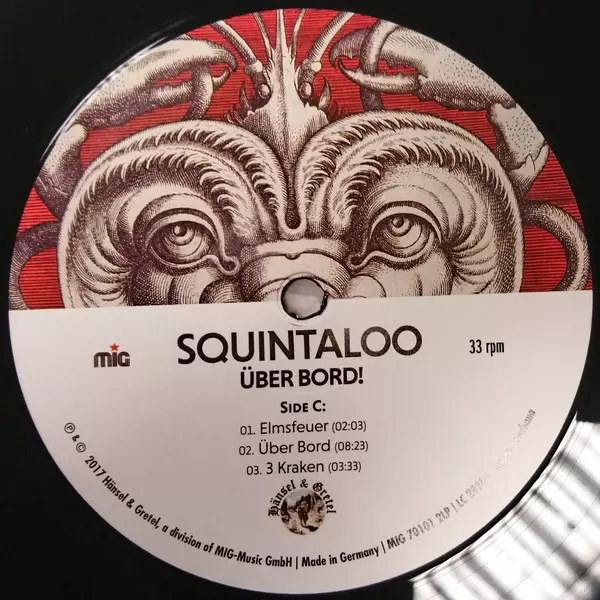 MiG
SQUINTALOO
33 rpm
ÜBER BORD!
SIDE C:
01. Elmsfeuer (02:03)
02. Über Bord (08:23)
03. 3 Kraken (03:33)
Hänsel & Gretel
℗ & © 2017 Hänsel & Gretel, a division of MIG-Music GmbH | Made in Germany | MIG 70101 2LP | LC